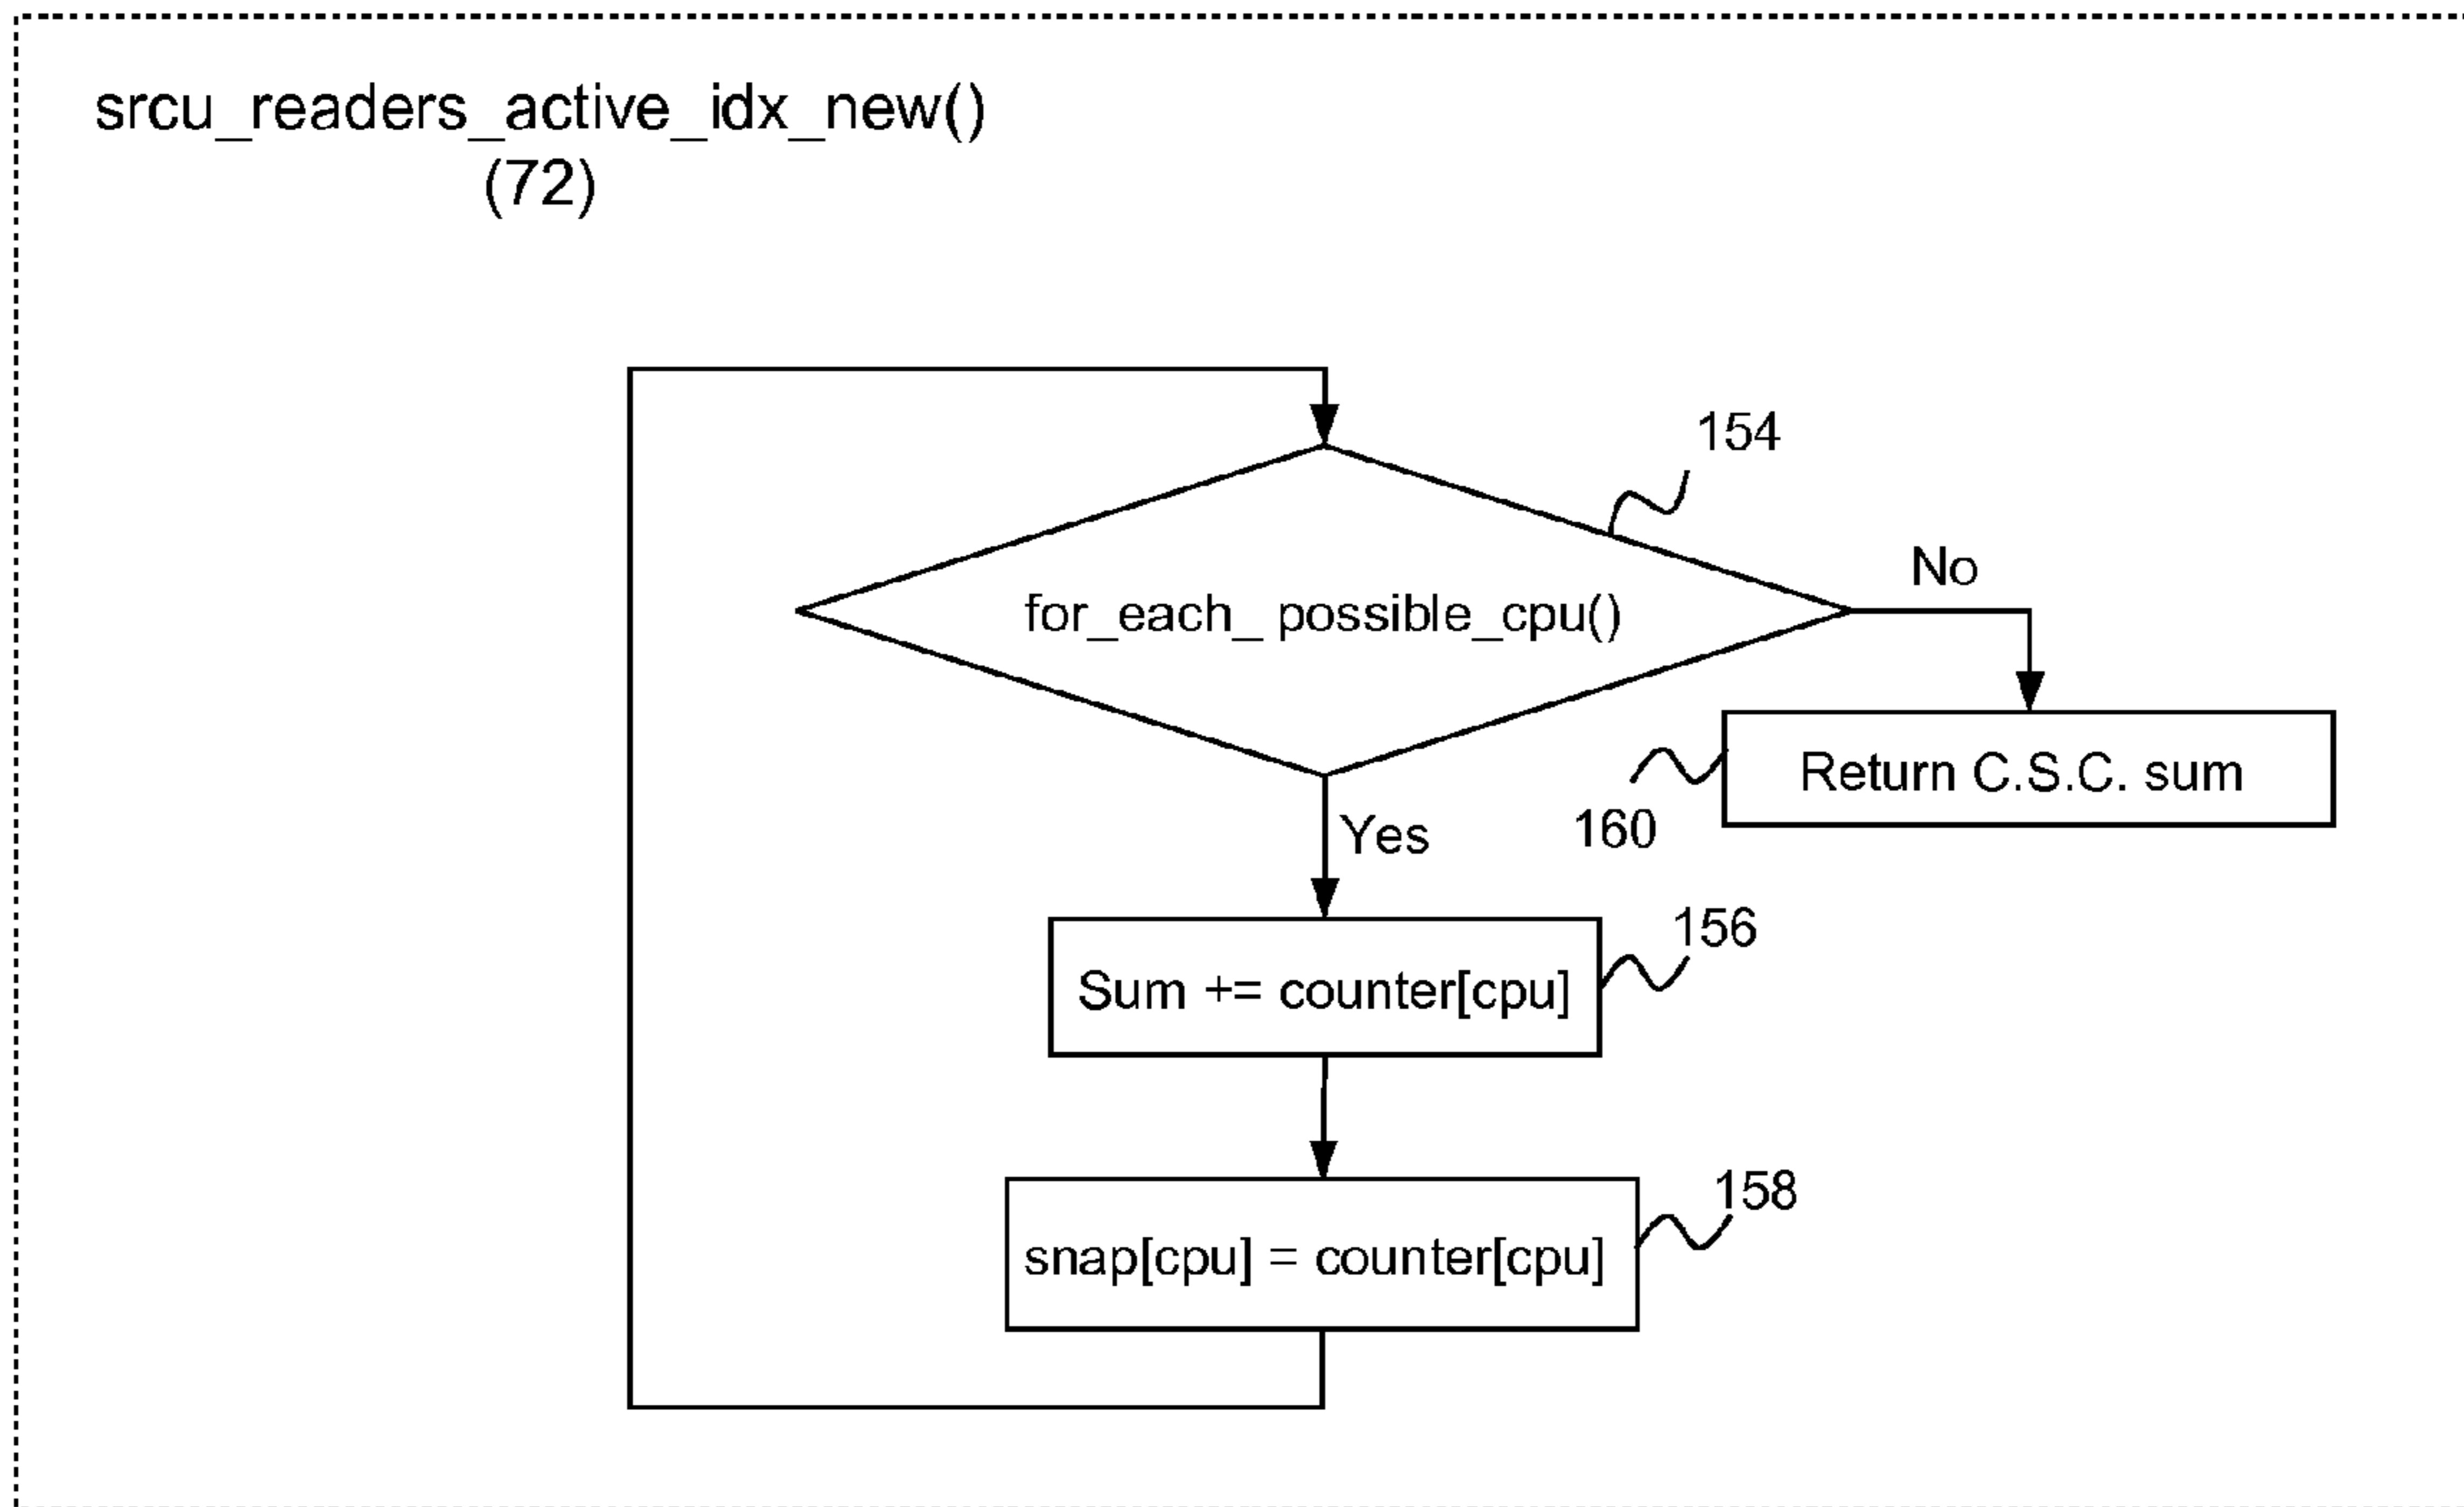 srcu_readers_active_idx_new()
(72)
154
No
for_each_ possible_cpu()
Return C.S.C. sum
160
Yes
156
Sum += counter[cpu]
158
snap[cpu] = counter[cpu]